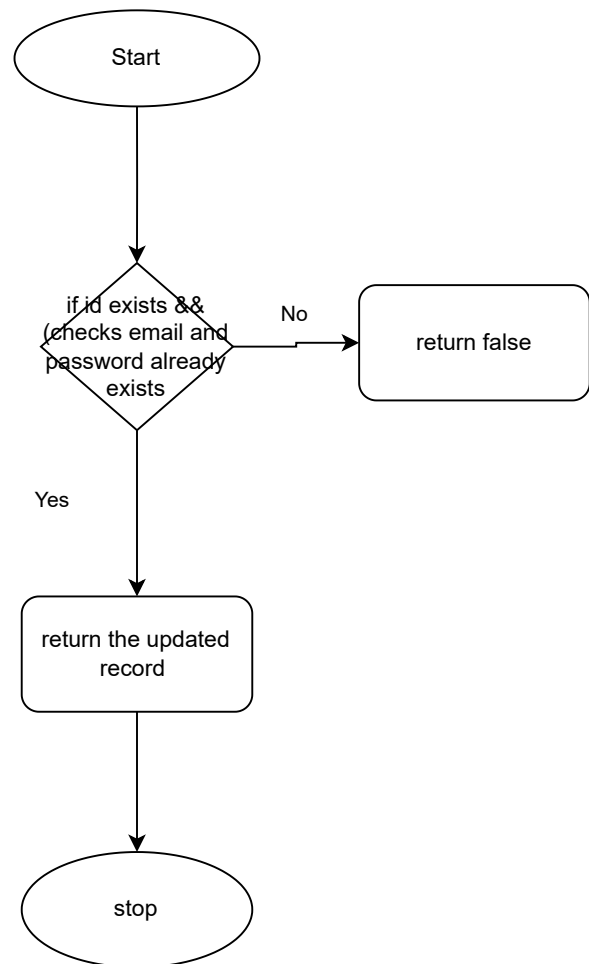 Start
if id exists &&
(checks email and
password already
exists
No
return false
Yes
return the updated
record
stop